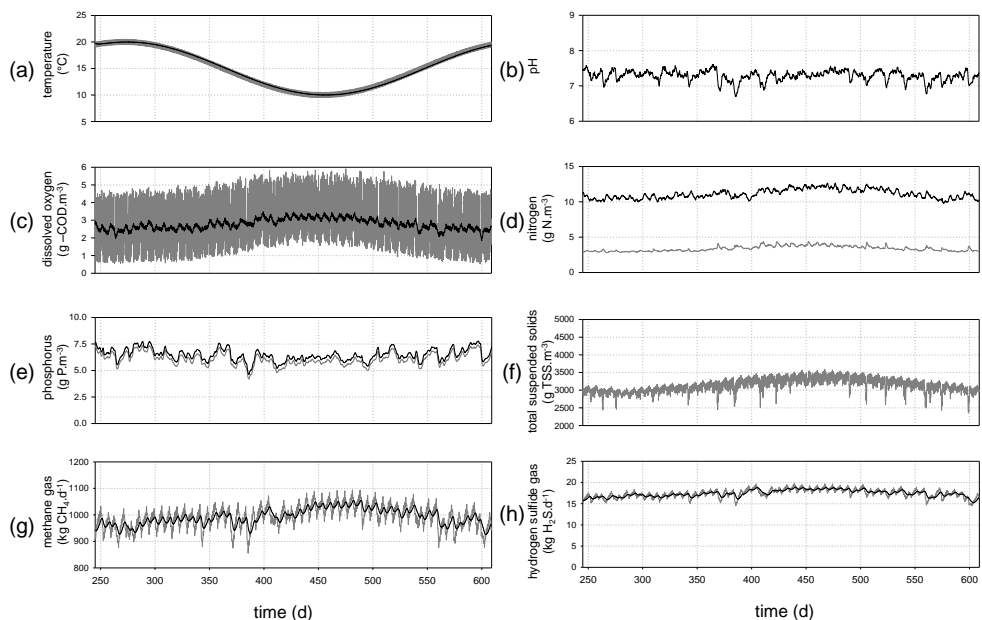 (a)
temperature
(°C)
25
20
15
10
5
(b)
pH
9
8
7
6
(c)
dissolved oxygen
(g –COD.m⁻³)
6
5
4
3
2
1
0
(d)
nitrogen
(g N.m⁻³)
15
10
5
0
(e)
phosphorus
(g P.m⁻³)
10.0
7.5
5.0
2.5
0.0
(f)
total suspended solids
(g TSS.m⁻³)
5000
4500
4000
3500
3000
2500
2000
(g)
methane gas
(kg CH₄.d⁻¹)
1200
1100
1000
900
800
250 300 350 400 450 500 550 600
time (d)
(h)
hydrogen sulfide gas
(kg H₂S.d⁻¹)
25
20
15
10
5
0
250 300 350 400 450 500 550 600
time (d)